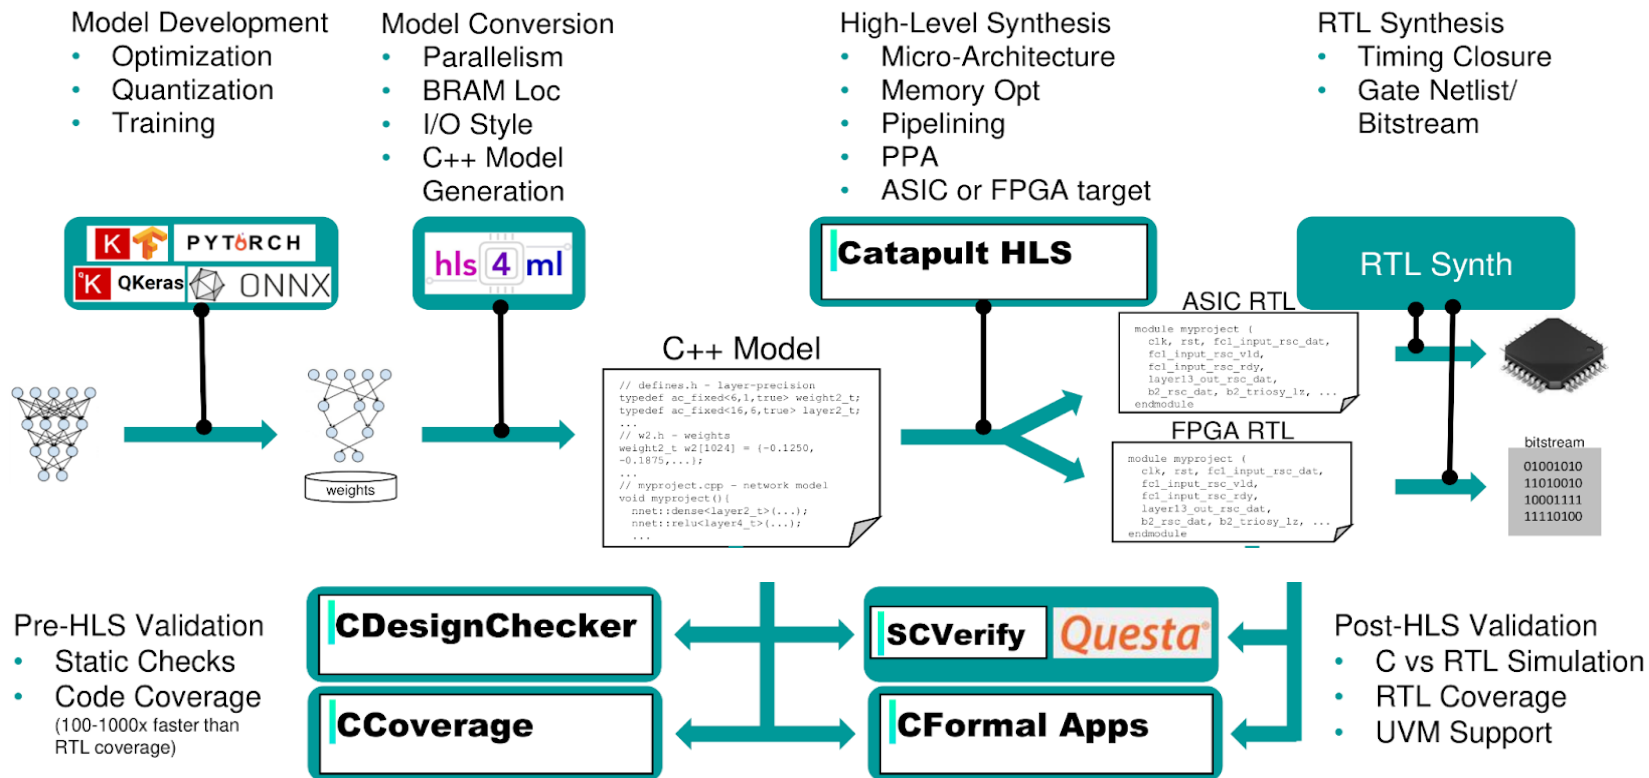 Model Development
• Optimization
• Quantization
• Training
Model Conversion
• Parallelism
• BRAM Loc
• I/O Style
• C++ Model
Generation
High-Level Synthesis
• Micro-Architecture
• Memory Opt
• Pipelining
• PPA
• ASIC or FPGA target
RTL Synthesis
• Timing Closure
• Gate Netlist/
Bitstream
K PYTORCH
K QKeras ONNX
hls 4 ml
Catapult HLS
RTL Synth
weights
C++ Model
// defines.h - layer-precision
typedef ac_fixed<6,1,true> weight2_t;
typedef ac_fixed<16,6,true> layer2_t;
...
// w2.h - weights
weight2_t w2[1024] = {-0.1250,
-0.1875,...};
...
// myproject.cpp - network model
void myproject(){
nnet::dense<layer2_t>(...);
nnet::relu<layer4_t>(...);
...
ASIC RTL
module myproject (
clk, rst, fc1_input_rsc_dat,
fc1_input_rsc_vld,
fc1_input_rsc_rdy,
layer13_out_rsc_dat,
b2_rsc_dat, b2_triosy_lz, ...
endmodule
FPGA RTL
module myproject (
clk, rst, fc1_input_rsc_dat,
fc1_input_rsc_vld,
fc1_input_rsc_rdy,
layer13_out_rsc_dat,
b2_rsc_dat, b2_triosy_lz, ...
endmodule
bitstream
01001010
11010010
10001111
11110100
Pre-HLS Validation
• Static Checks
• Code Coverage
(100-1000x faster than
RTL coverage)
CDesignChecker
CCoverage
SCVerify
Questa®
CFormal Apps
Post-HLS Validation
• C vs RTL Simulation
• RTL Coverage
• UVM Support